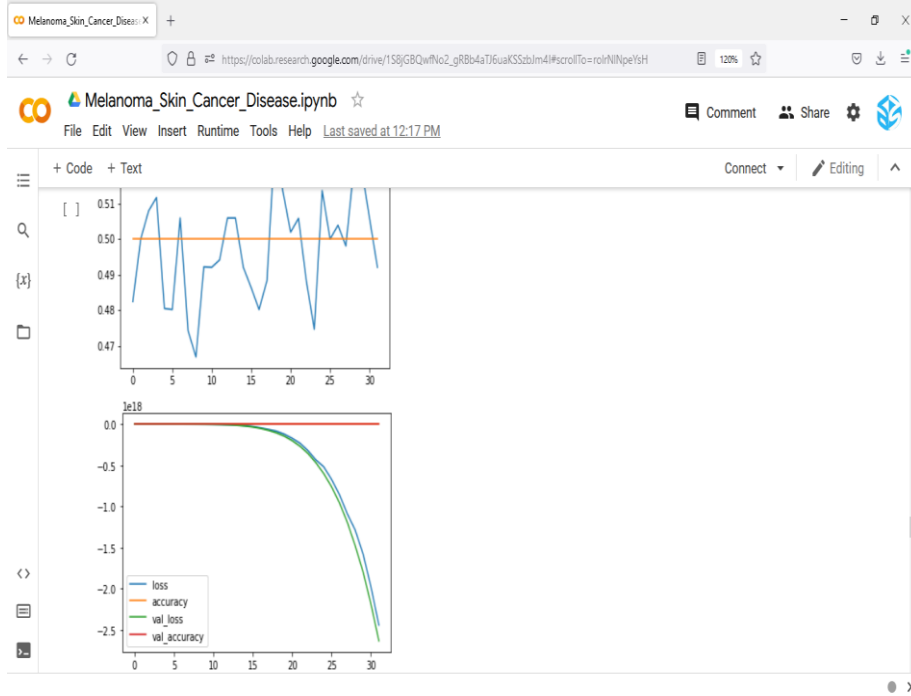 Melanoma_Skin_Cancer_Diseas X +
https://colab.research.google.com/drive/1S8jGBQwfNo2_gRBb4aTJ6uaKSSzbJm4I#scrollTo=rolrNlNpeYsH 120%
CO Melanoma_Skin_Cancer_Disease.ipynb
Comment Share
File Edit View Insert Runtime Tools Help Last saved at 12:17 PM
+ Code + Text Connect Editing
[ ]
{x}
0.51
0.50
0.49
0.48
0.47
0 5 10 15 20 25 30
1e18
0.0
−0.5
−1.0
−1.5
−2.0
−2.5
loss
accuracy
val_loss
val_accuracy
0 5 10 15 20 25 30